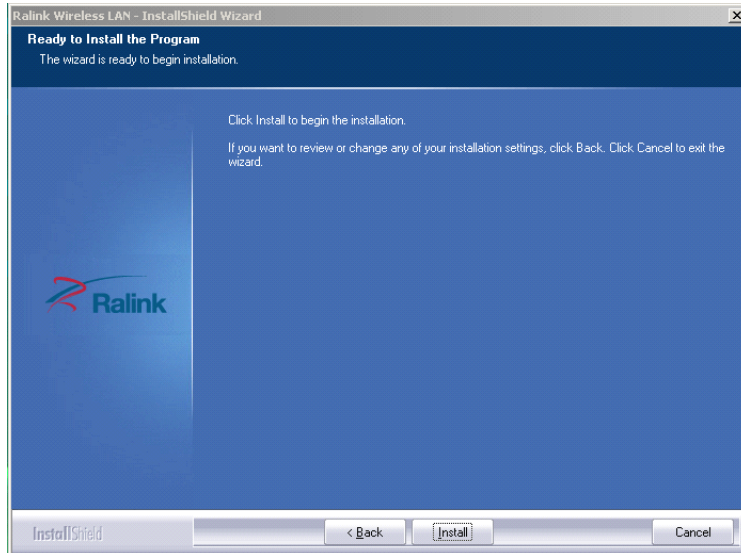 Ralink Wireless LAN - InstallShield Wizard
Ready to Install the Program
The wizard is ready to begin installation.
Click Install to begin the installation.
If you want to review or change any of your installation settings, click Back. Click Cancel to exit the
wizard.
Ralink
InstallShield
< Back
Install
Cancel